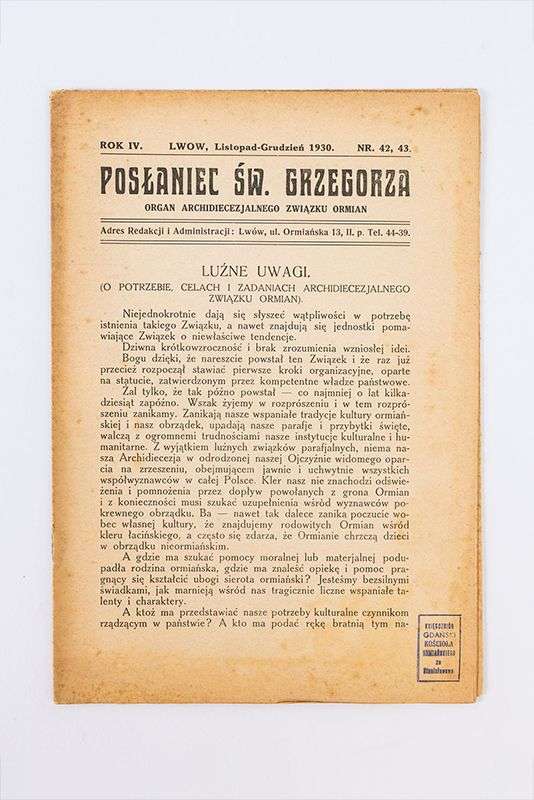 ROK IV. LWOW, Listopad-Grudzień 1930. NR. 42, 43.
POSŁANIEC ŚW. GRZEGORZA
ORGAN ARCHIDIECEZJALNEGO ZWIĄZKU ORMIAN
Adres Redakcji i Administracji: Lwów, ul. Ormiańska 13, II. p. Tel. 44-39.
LUŹNE UWAGI.
(O POTRZEBIE, CELACH I ZADANIACH ARCHIDIECEZJALNEGO
ZWIĄZKU ORMIAN).
Niejednokrotnie dają się słyszeć wątpliwości w potrzebę
istnienia takiego Związku, a nawet znajdują się jednostki poma-
wiające Związek o niewłaściwe tendencje.
Dziwna krótkowzroczność i brak zrozumienia wzniosłej idei.
Bogu dzięki, że nareszcie powstał ten Związek i że raz już
przecież rozpoczął stawiać pierwsze kroki organizacyjne, oparte
na statucie, zatwierdzonym przez kompetentne władze państwowe.
Żal tylko, że tak późno powstał — co najmniej o lat kilka-
dziesiąt zapóźno. Wszak żyjemy w rozprószeniu i w tem rozpró-
szeniu zanikamy. Zanikają nasze wspaniałe tradycje kultury ormiań-
skiej i nasz obrządek, upadają nasze parafje i przybytki święte,
walczą z ogromnemi trudnościami nasze instytucje kulturalne i hu-
manitarne. Z wyjątkiem luźnych związków parafjalnych, niema na-
sza Archidiecezja w odrodzonej naszej Ojczyźnie widomego opar-
cia na zrzeszeniu, obejmującem jawnie i uchwytnie wszystkich
współwyznawców w całej Polsce. Kler nasz nie znachodzi odświe-
żenia i pomnożenia przez dopływ powołanych z grona Ormian
i z konieczności musi szukać uzupełnienia wśród wyznawców po-
krewnego obrządku. Ba — nawet tak dalece zanika poczucie wo-
bec własnej kultury, że znajdujemy rodowitych Ormian wśród
kleru łacińskiego, a często się zdarza, że Ormianie chrzczą dzieci
w obrządku nieormiańskim.
A gdzie ma szukać pomocy moralnej lub materjalnej podu-
padła rodzina ormiańska, gdzie ma znaleść opiekę i pomoc pra-
gnący się kształcić ubogi sierota ormiański? Jesteśmy bezsilnymi
świadkami, jak marnieją wśród nas tragicznie liczne wspaniałe ta-
lenty i charaktery.
A któż ma przedstawiać nasze potrzeby kulturalne czynnikom
rządzącym w państwie? A kto ma podać rękę bratnią tym na-
KSIĘGOZBIÓR
GDAŃSKI
KOŚCIOŁA
ORMIAŃSKIEGO
ze
Stanisławowa